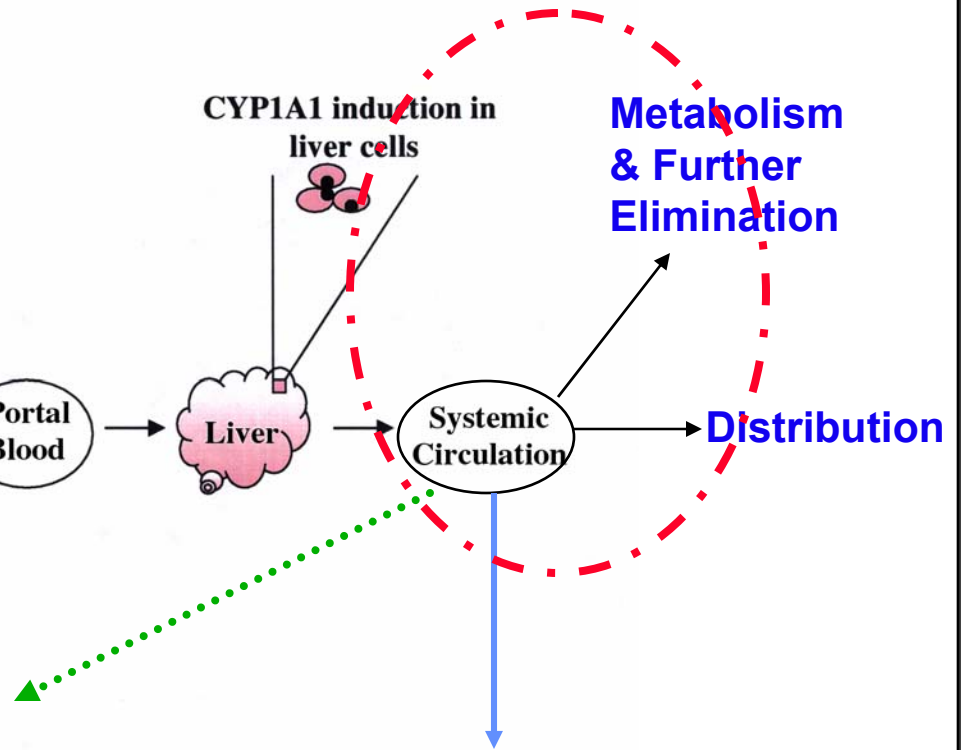 CYP1A1 induction in
liver cells
Metabolism
& Further
Elimination
Portal
Blood
Liver
Systemic
Circulation
Distribution